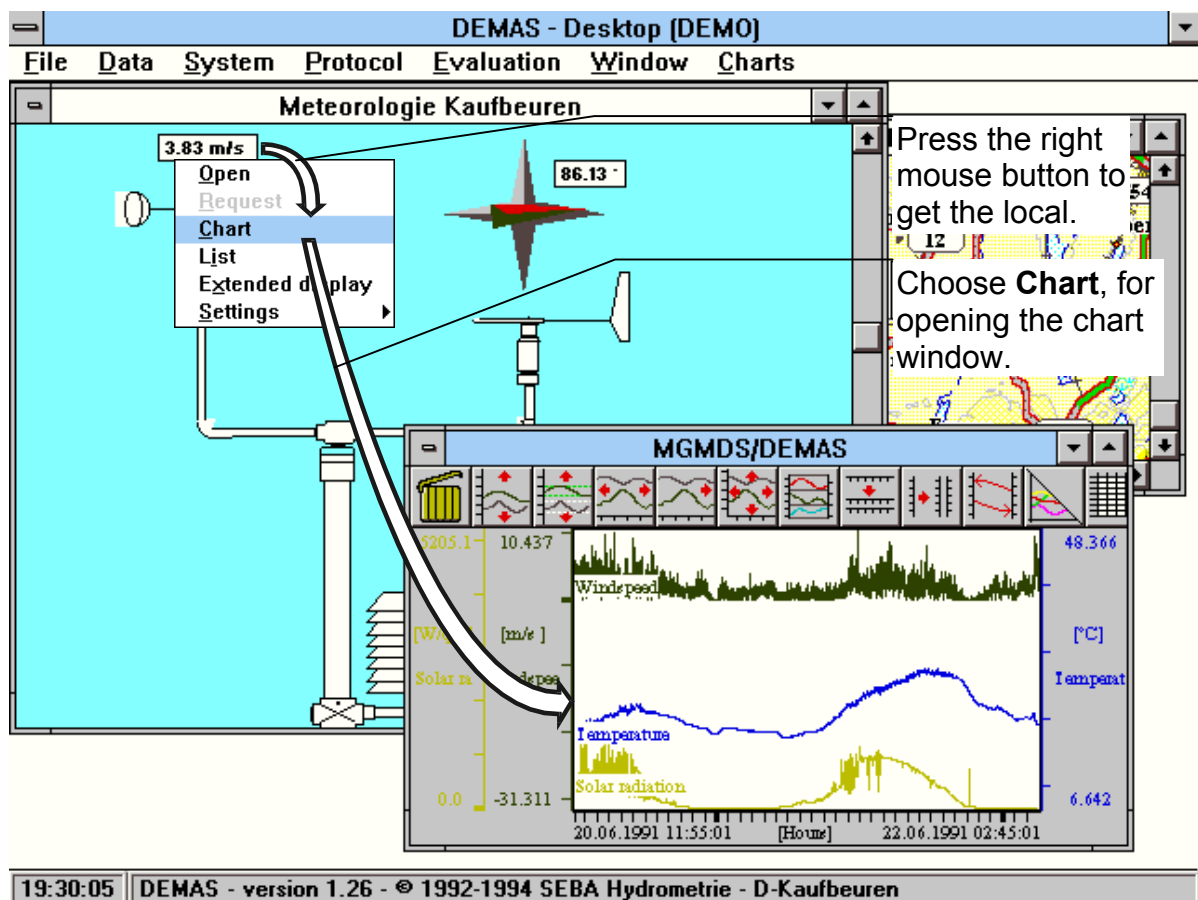 DEMAS - Desktop (DEMO)
File Data System Protocol Evaluation Window Charts
Meteorologie Kaufbeuren
3.83 m/s
Open
Request
Chart
List
Extended display
Settings
86.13 °
Press the right
mouse button to
get the local.
12
54
Choose Chart, for
opening the chart
window.
MGMDS/DEMAS
5205.1
10.437
48.366
Windspeed
[m/s ]
[°C]
Solar ra
Temperat
Temperature
Solar radiation
0.0
-31.311
6.642
20.06.1991 11:55:01 [Hours] 22.06.1991 02:45:01
19:30:05 DEMAS - version 1.26 - © 1992-1994 SEBA Hydrometrie - D-Kaufbeuren